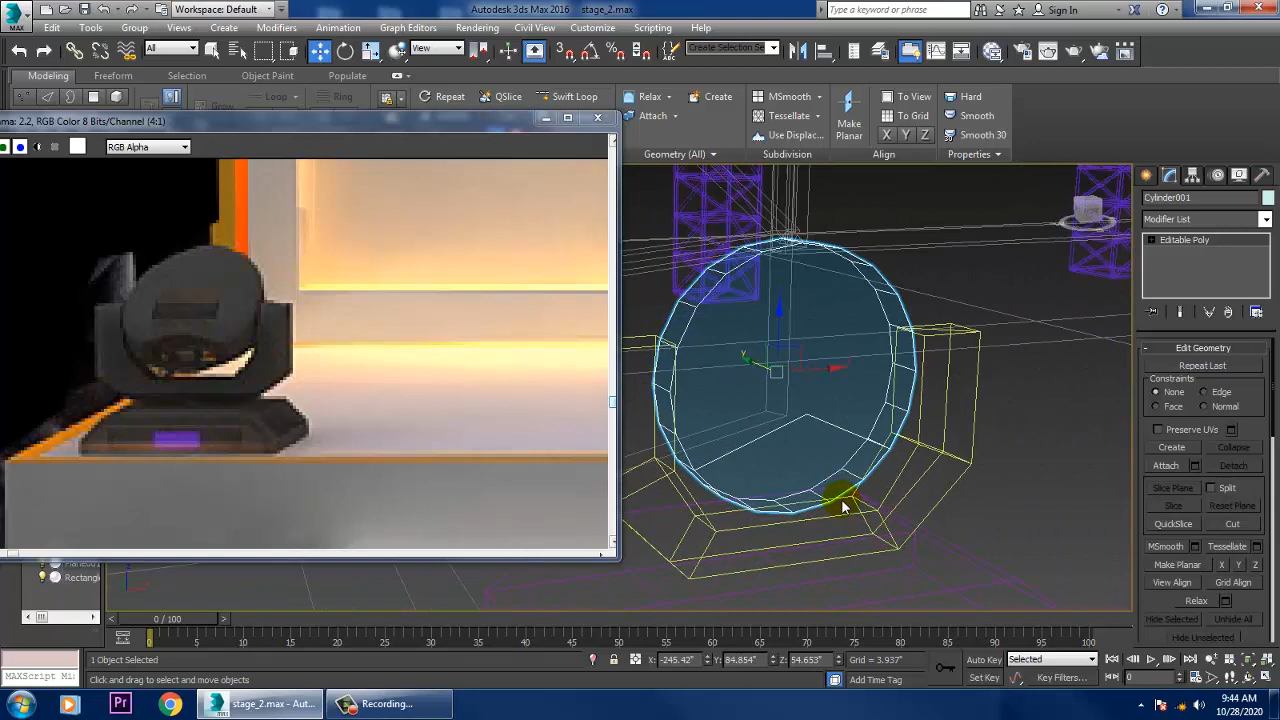 MAX
Workspace: Default
Autodesk 3ds Max 2016 stage_2.max
Type a keyword or phrase
Sign In
Edit Tools Group Views Create Modifiers Animation Graph Editors Rendering Civil View Customize Scripting Help
All
View
Create Selection Se
Modeling Freeform Selection Object Paint Populate
Loop Ring Repeat QSlice Swift Loop Relax Create MSmooth To View Hard
Attach Tessellate To Grid Smooth
Make Planar
Use Displac... X Y Z Smooth 30
Geometry (All) Subdivision Align Properties
ma: 2.2, RGB Color 8 Bits/Channel (4:1)
RGB Alpha
Cylinder001
Modifier List
Editable Poly
Edit Geometry
Repeat Last
Constraints
None Edge
Face Normal
Preserve UVs
Create Collapse
Attach Detach
Slice Plane Split
Slice Reset Plane
QuickSlice Cut
MSmooth Tessellate
Make Planar X Y Z
View Align Grid Align
Relax
Hide Selected Unhide All
Hide Unselected
Rectang
0 / 100
0 5 10 15 20 25 30 35 40 45 50 55 60 65 70 75 80 85 90 95 100
1 Object Selected
X: -245.42" Y: 84.854" Z: 54.653" Grid = 3.937"
Auto Key Selected
MAXScript Mi
Click and drag to select and move objects
Add Time Tag
Set Key Key Filters...
0
Pr
stage_2.max - Aut...
Recording...
9:44 AM
10/28/2020